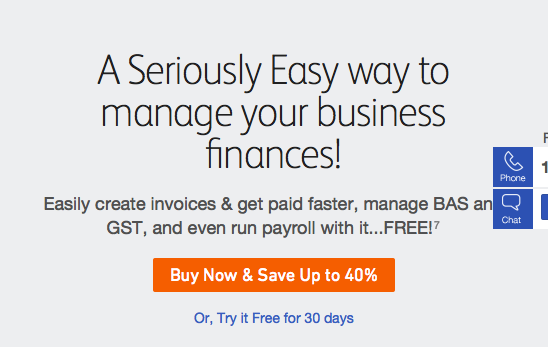 A Seriously Easy way to
manage your business
finances!
Easily create invoices & get paid faster, manage BAS an
GST, and even run payroll with it...FREE!⁷
Buy Now & Save Up to 40%
Or, Try it Free for 30 days
F
Phone
1
Chat